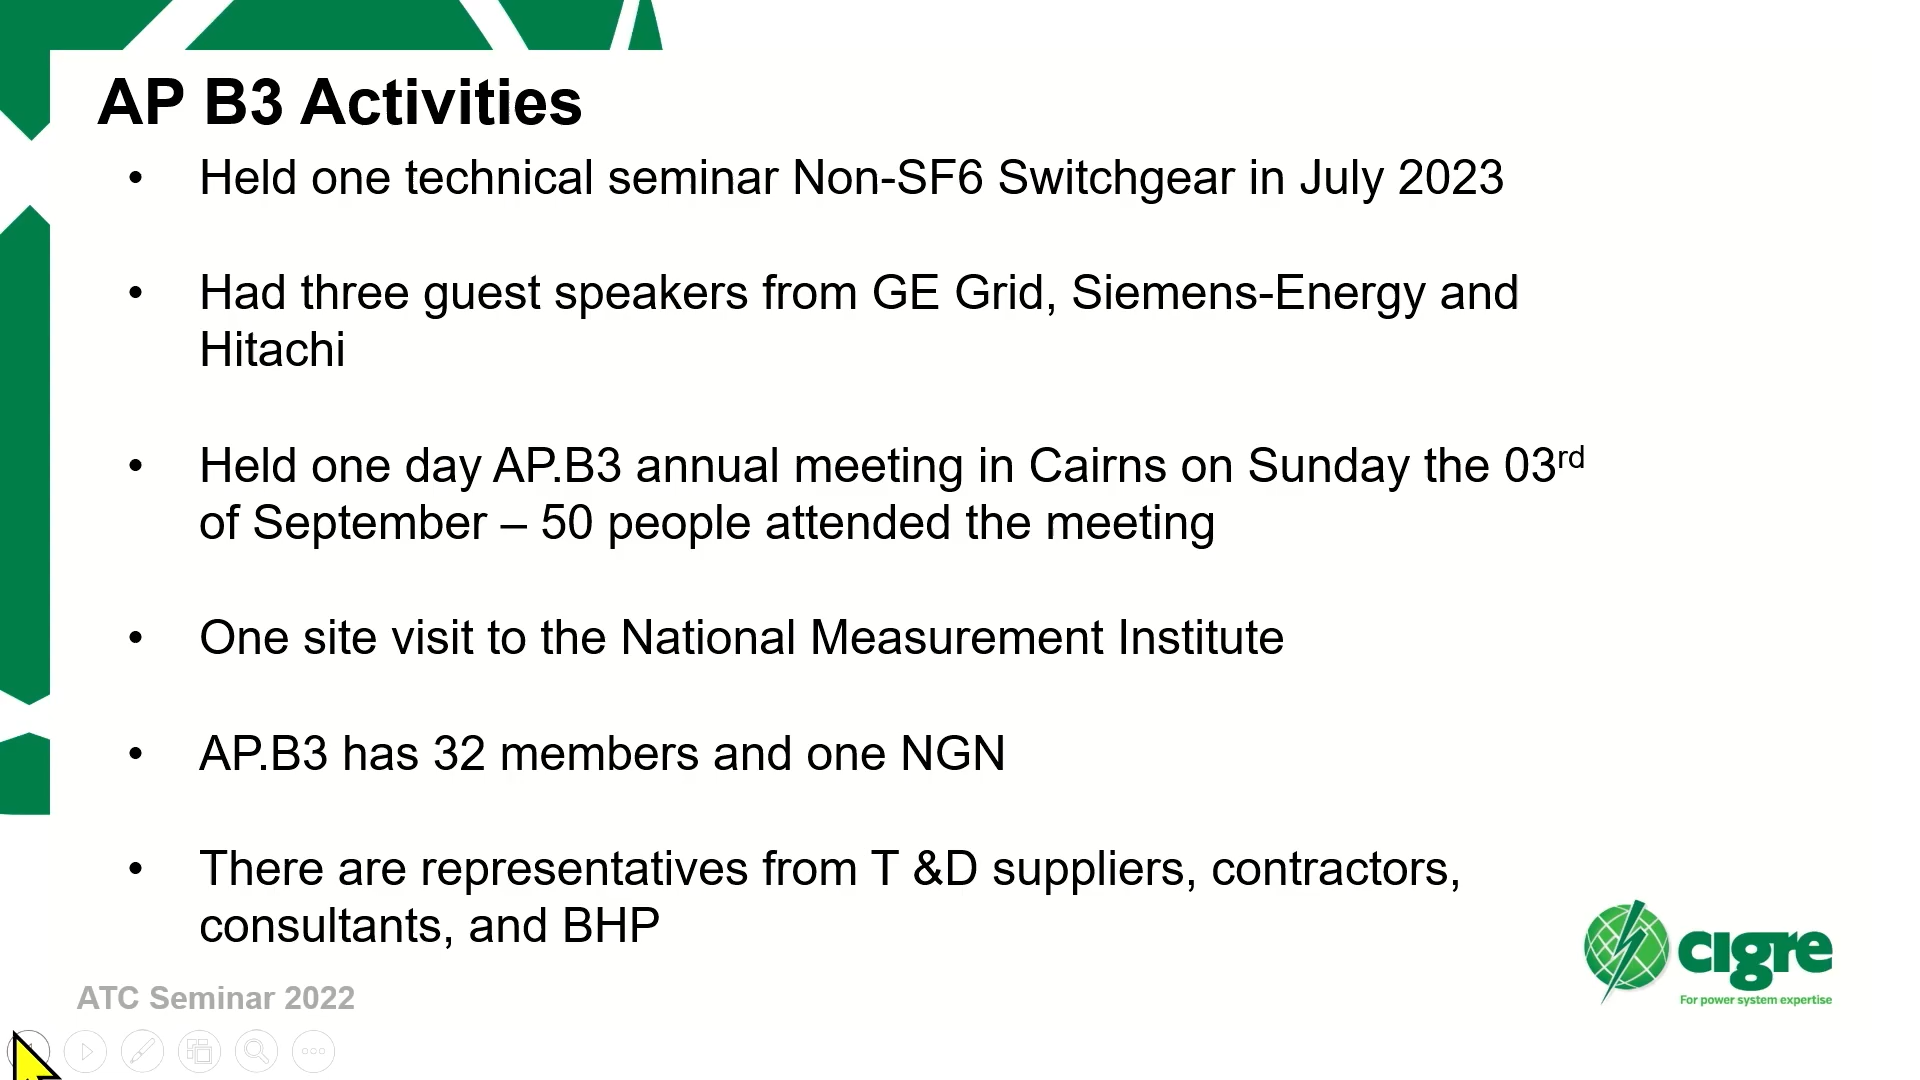 AP B3 Activities
• Held one technical seminar Non-SF6 Switchgear in July 2023
• Had three guest speakers from GE Grid, Siemens-Energy and
Hitachi
• Held one day AP.B3 annual meeting in Cairns on Sunday the 03rd
of September – 50 people attended the meeting
• One site visit to the National Measurement Institute
• AP.B3 has 32 members and one NGN
• There are representatives from T &D suppliers, contractors,
consultants, and BHP
cigre
For power system expertise
ATC Seminar 2022